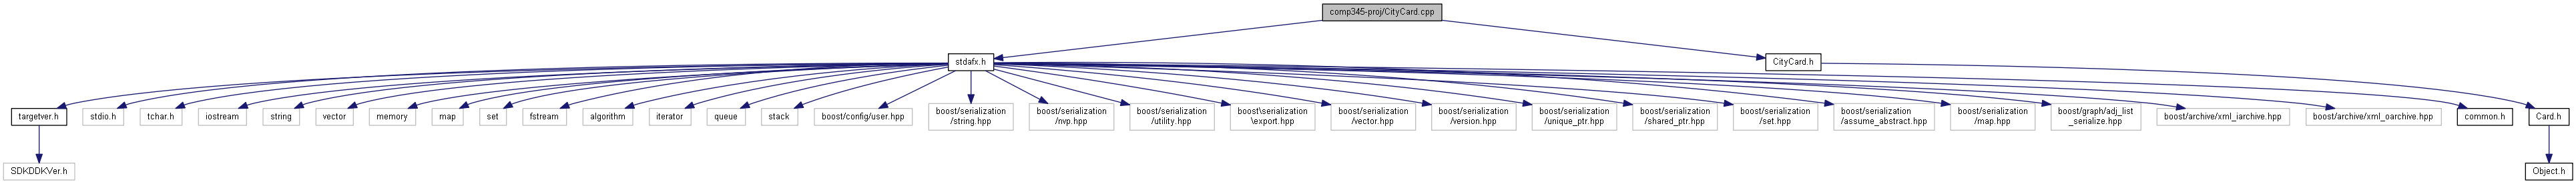 comp345-proj/CityCard.cpp
stdafx.h
CityCard.h
targetver.h
stdio.h
tchar.h
iostream
string
vector
memory
map
set
fstream
algorithm
iterator
queue
stack
boost/config/user.hpp
boost/serialization
/string.hpp
boost/serialization
/nvp.hpp
boost/serialization
/utility.hpp
boost\serialization
\export.hpp
boost/serialization
/vector.hpp
boost/serialization
/version.hpp
boost/serialization
/unique_ptr.hpp
boost/serialization
/shared_ptr.hpp
boost/serialization
/set.hpp
boost/serialization
/assume_abstract.hpp
boost/serialization
/map.hpp
boost/graph/adj_list
_serialize.hpp
boost/archive/xml_iarchive.hpp
boost/archive/xml_oarchive.hpp
common.h
Card.h
SDKDDKVer.h
Object.h